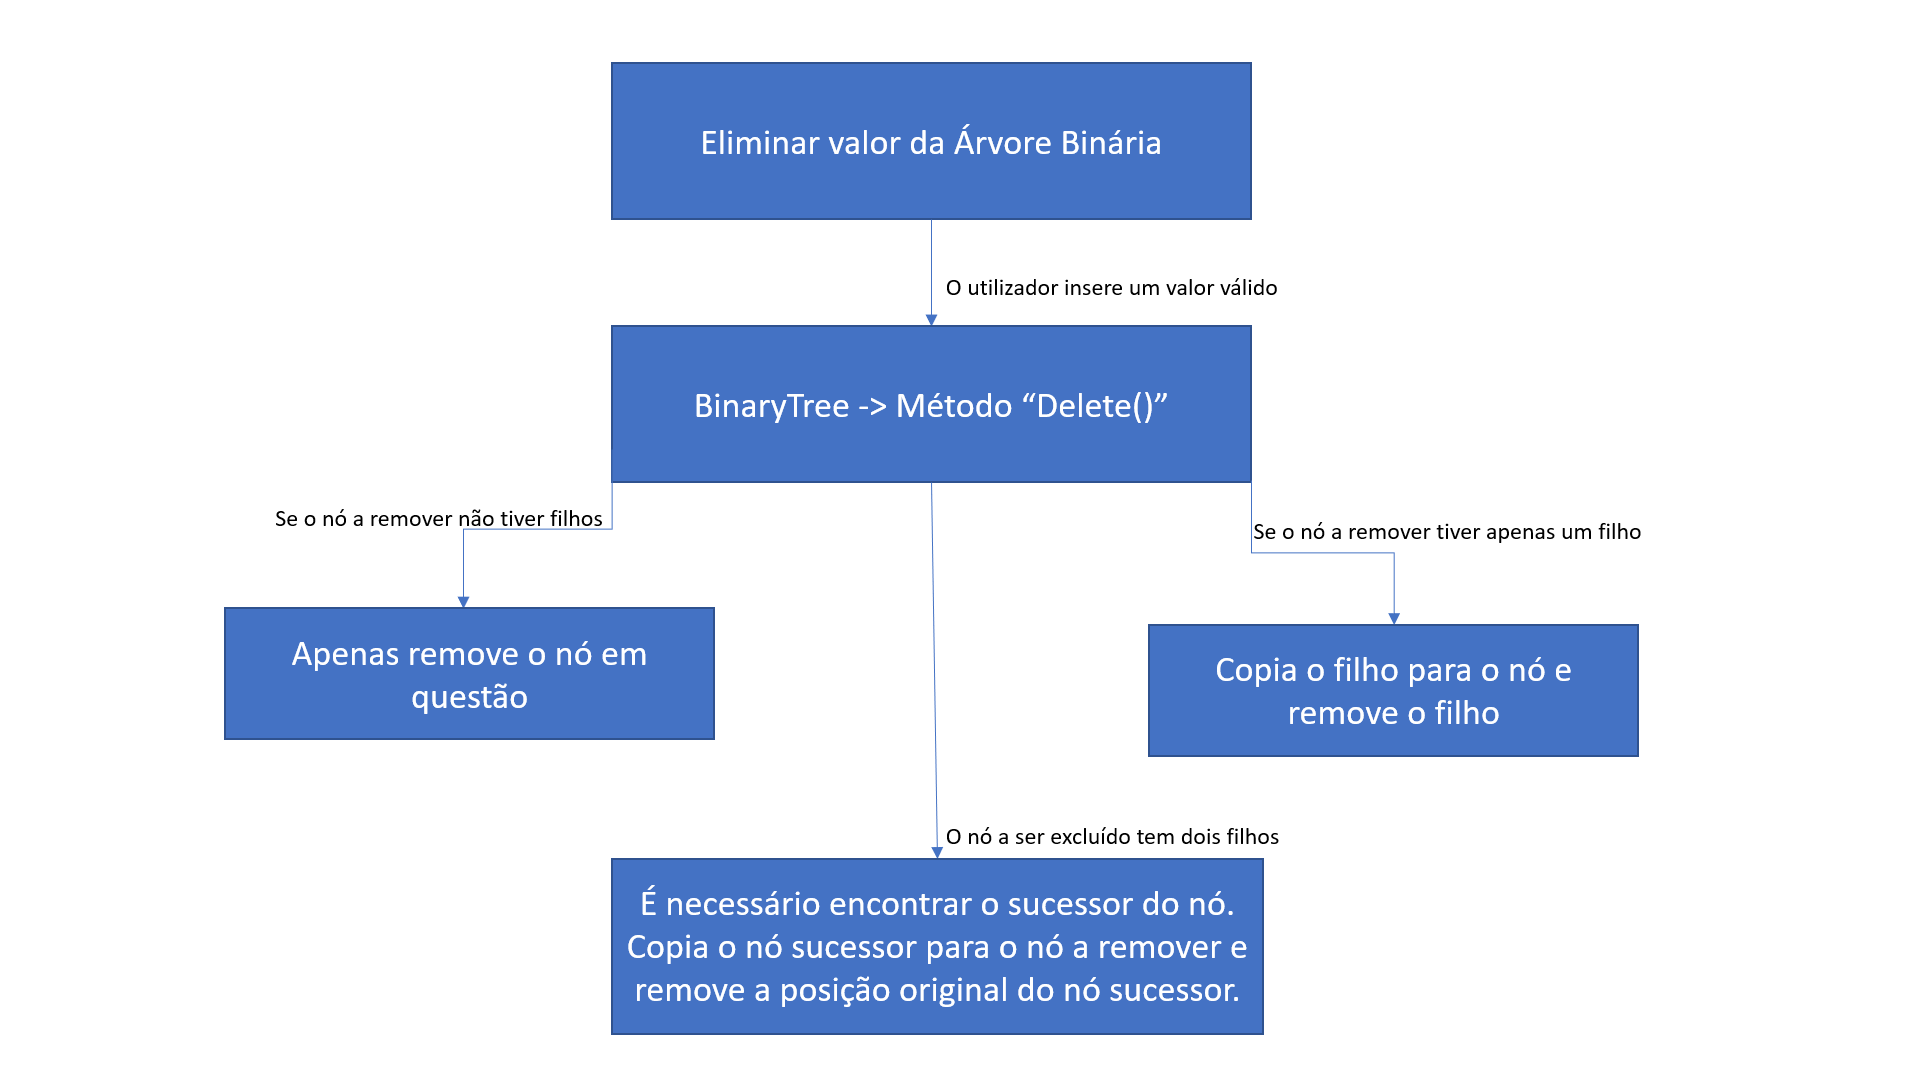 Eliminar valor da Árvore Binária
O utilizador insere um valor válido
BinaryTree -> Método “Delete()”
Se o nó a remover não tiver filhos
Se o nó a remover tiver apenas um filho
Apenas remove o nó em
questão
Copia o filho para o nó e
remove o filho
O nó a ser excluído tem dois filhos
É necessário encontrar o sucessor do nó.
Copia o nó sucessor para o nó a remover e
remove a posição original do nó sucessor.